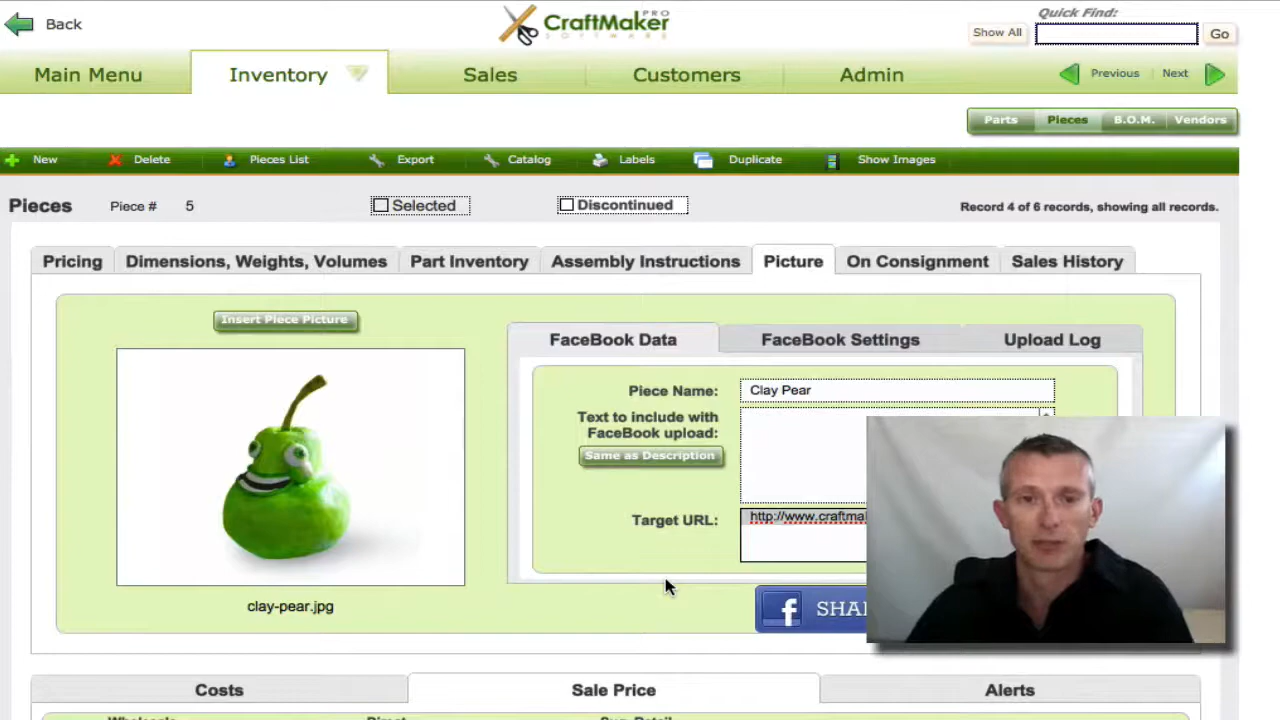 Back
CraftMaker PRO
SOFTWARE
Quick Find:
Show All
Go
Main Menu
Inventory
Sales
Customers
Admin
Previous
Next
Parts
Pieces
B.O.M.
Vendors
New
Delete
Pieces List
Export
Catalog
Labels
Duplicate
Show Images
Pieces
Piece #
5
Selected
Discontinued
Record 4 of 6 records, showing all records.
Pricing
Dimensions, Weights, Volumes
Part Inventory
Assembly Instructions
Picture
On Consignment
Sales History
Insert Piece Picture
FaceBook Data
FaceBook Settings
Upload Log
Piece Name:
Clay Pear
Text to include with
FaceBook upload:
Same as Description
Target URL:
http://www.craftma
clay-pear.jpg
f
Costs
Sale Price
Alerts